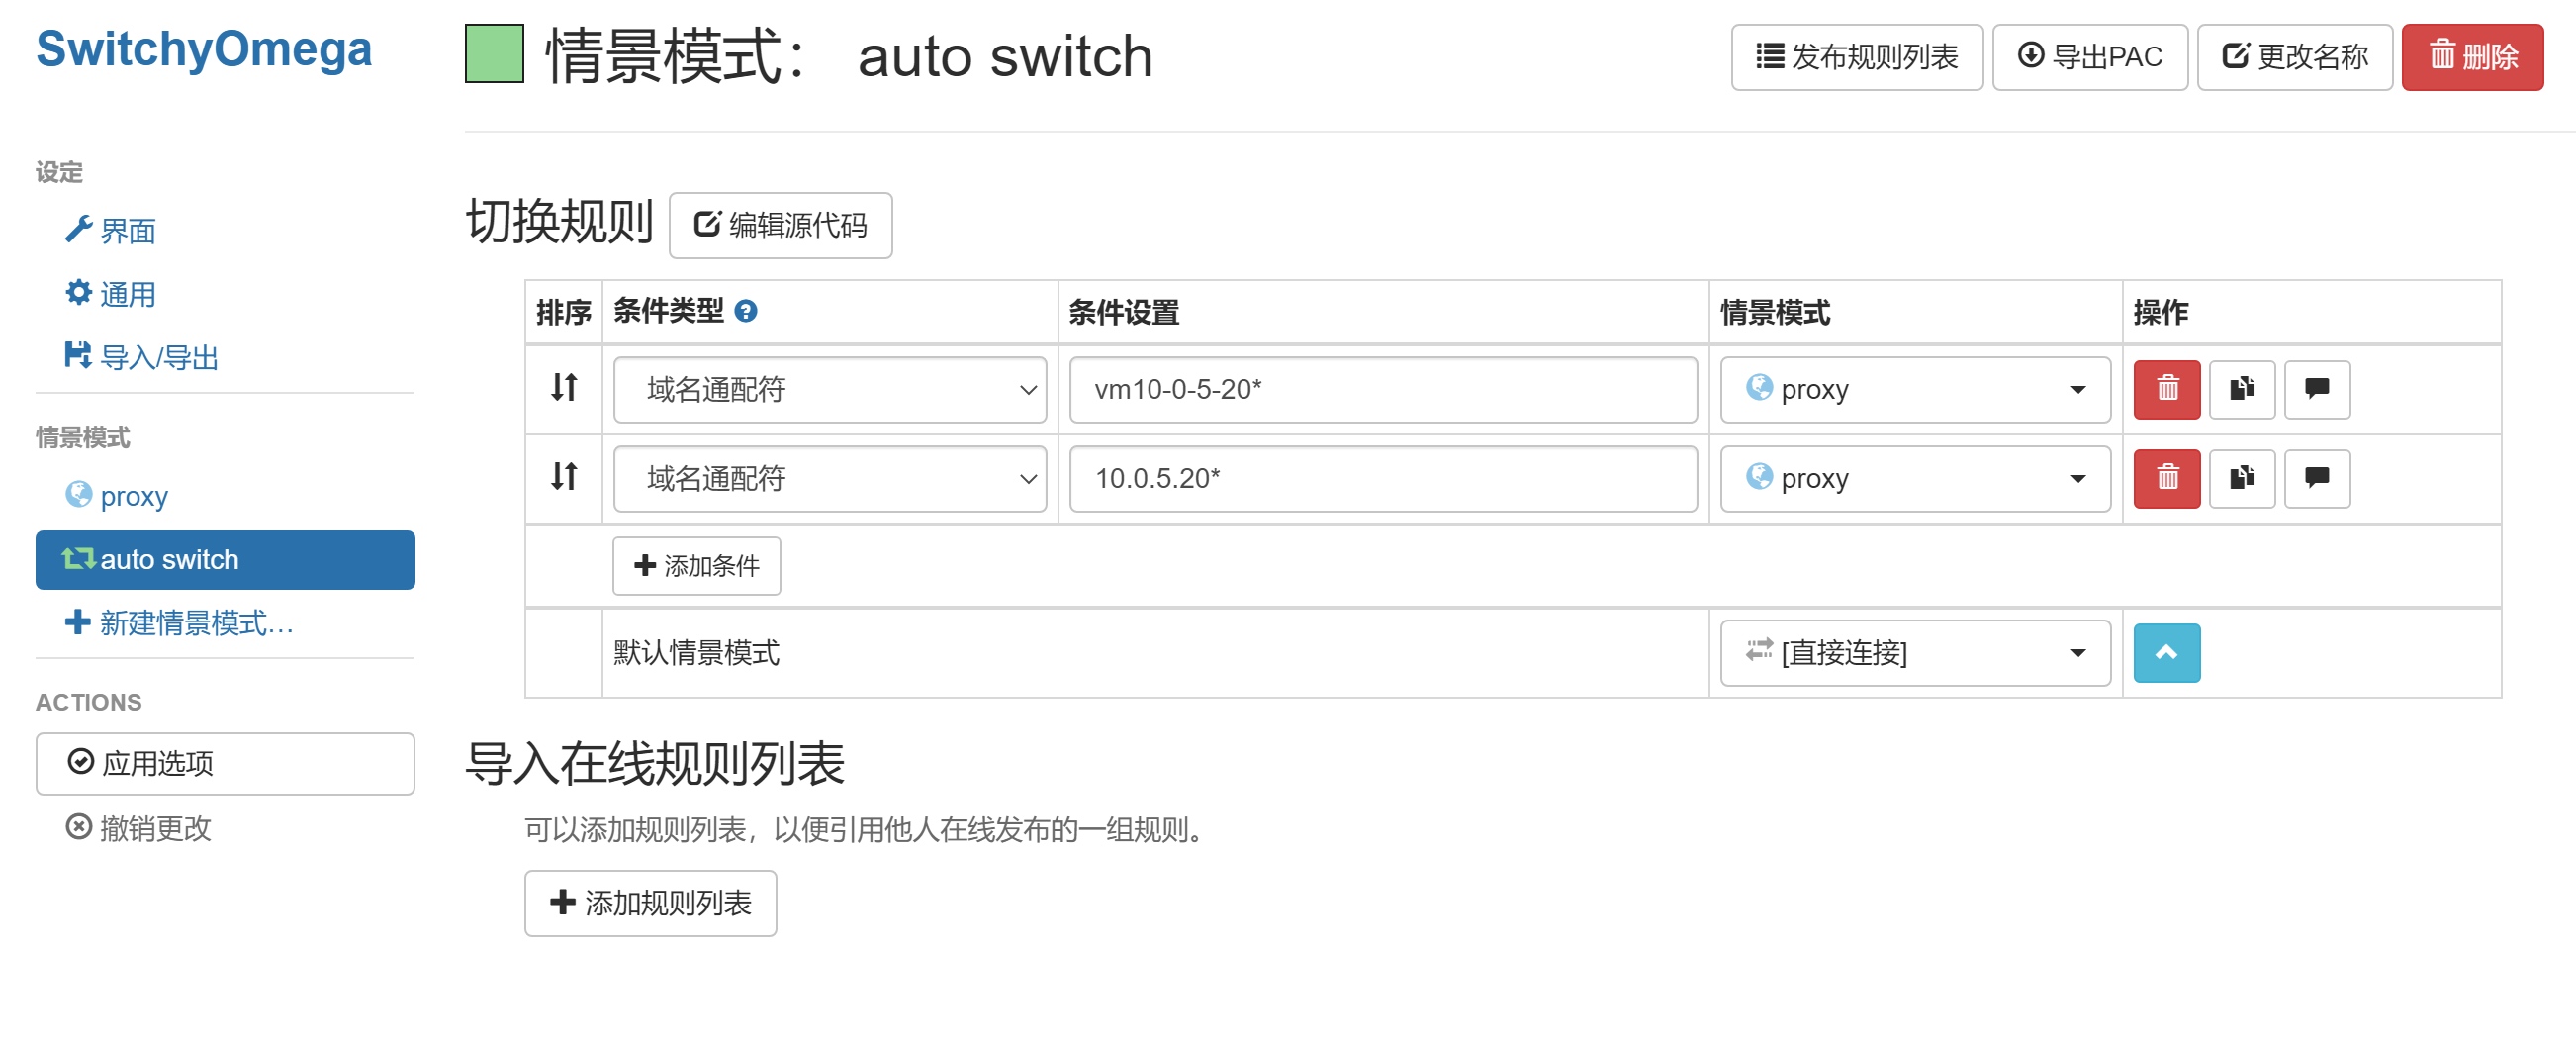 SwitchyOmega
情景模式： auto switch
发布规则列表
导出PAC
更改名称
删除
设定
界面
通用
导入/导出
情景模式
proxy
auto switch
新建情景模式...
ACTIONS
应用选项
撤销更改
切换规则
编辑源代码
排序 条件类型 ? 条件设置 情景模式 操作
域名通配符 vm10-0-5-20* proxy
域名通配符 10.0.5.20* proxy
添加条件
默认情景模式 [直接连接]
导入在线规则列表
可以添加规则列表，以便引用他人在线发布的一组规则。
添加规则列表